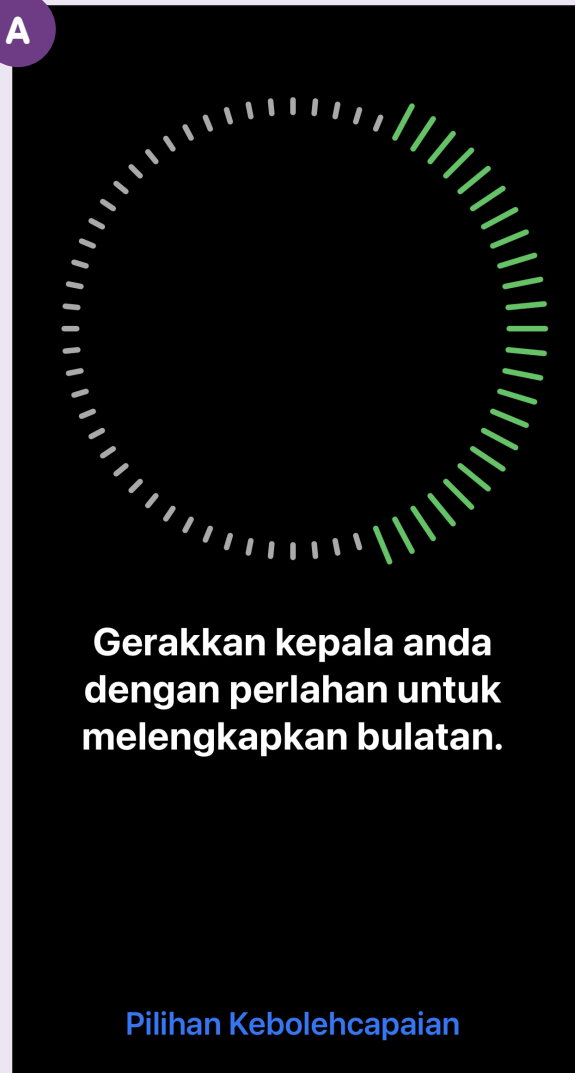 A
Gerakkan kepala anda
dengan perlahan untuk
melengkapkan bulatan.
Pilihan Kebolehcapaian